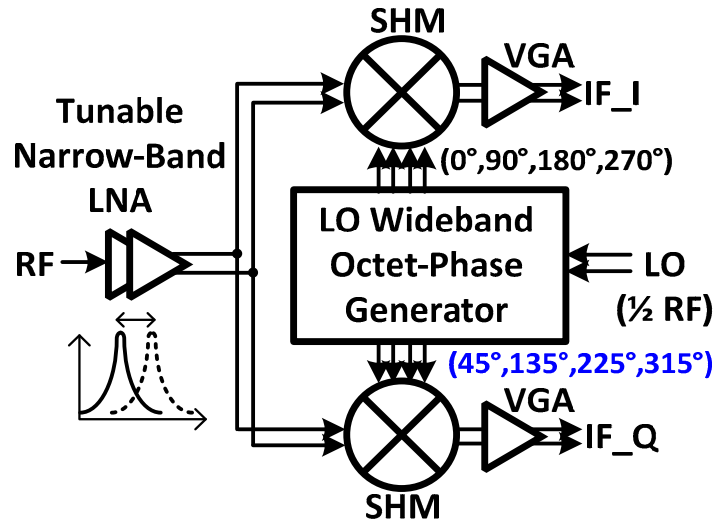 SHM
VGA
IF_I
Tunable
Narrow-Band
LNA
(0°,90°,180°,270°)
RF
LO Wideband
Octet-Phase
Generator
LO
(½ RF)
(45°,135°,225°,315°)
VGA
IF_Q
SHM